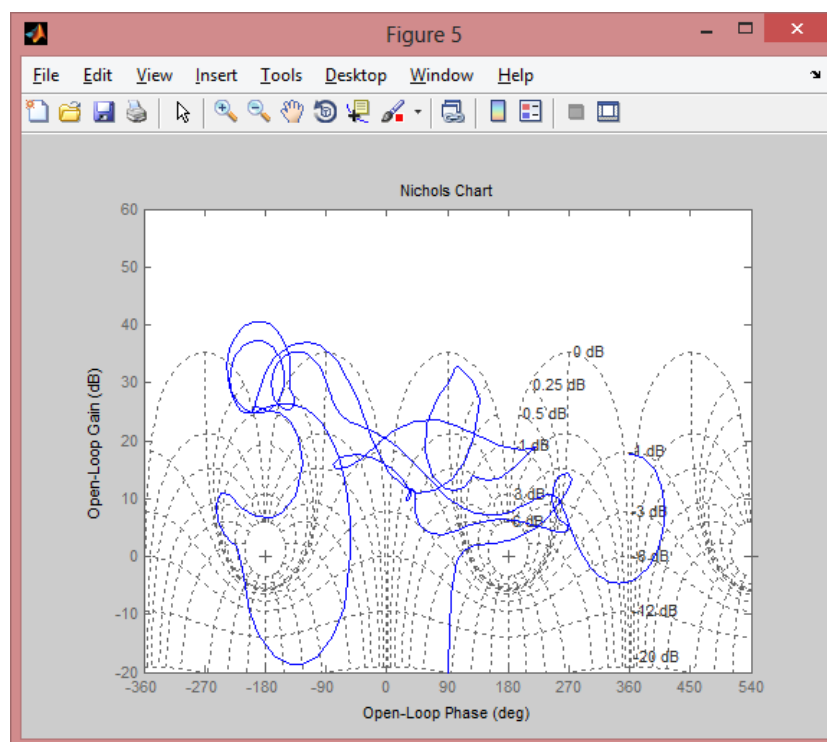 Figure 5
File Edit View Insert Tools Desktop Window Help
Nichols Chart
60
50
40
30
20
10
0
-10
-20
Open-Loop Gain (dB)
0 dB
0.25 dB
0.5 dB
1 dB
3 dB
6 dB
-1 dB
-3 dB
-6 dB
-12 dB
-20 dB
-360 -270 -180 -90 0 90 180 270 360 450 540
Open-Loop Phase (deg)